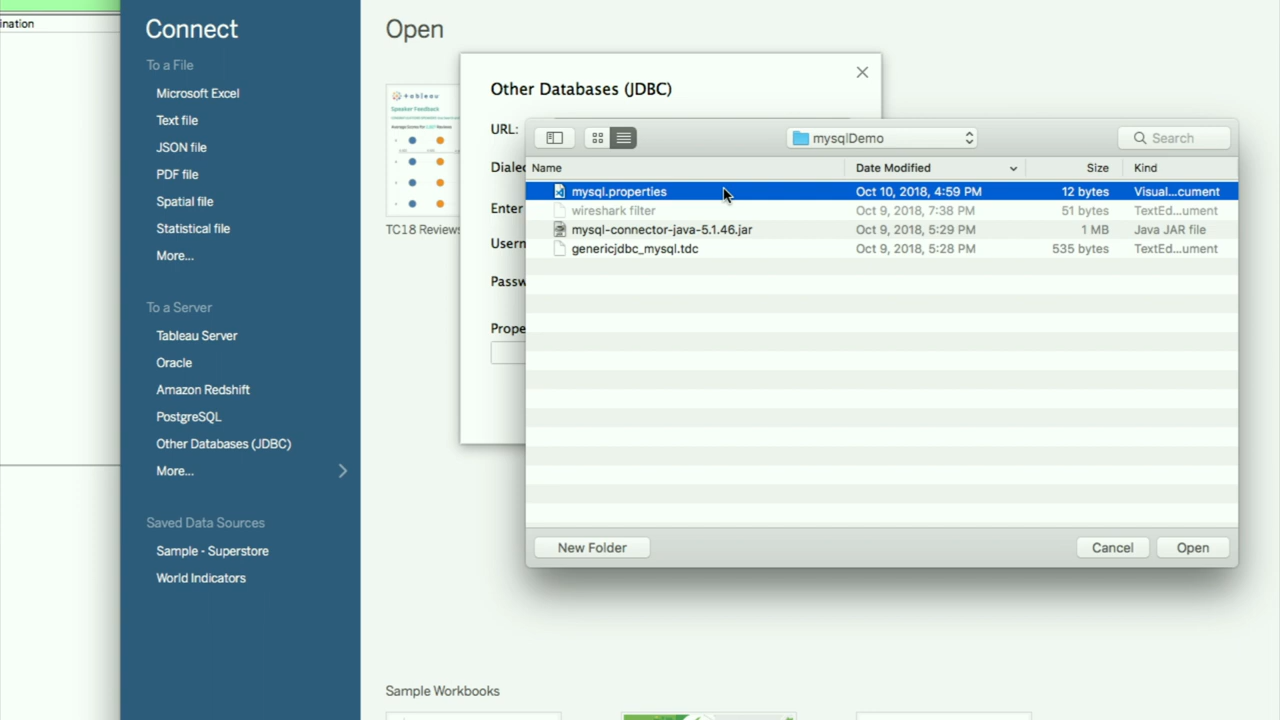 ination
Connect
To a File
Microsoft Excel
Text file
JSON file
PDF file
Spatial file
Statistical file
More...
To a Server
Tableau Server
Oracle
Amazon Redshift
PostgreSQL
Other Databases (JDBC)
More...
Saved Data Sources
Sample - Superstore
World Indicators
Open
tableau
Speaker Feedback
TC18 Reviews
Other Databases (JDBC)
URL:
Dialec
Enter
Usern
Passw
Prope
mysqlDemo
Search
Name Date Modified Size Kind
mysql.properties Oct 10, 2018, 4:59 PM 12 bytes Visual...cument
wireshark filter Oct 9, 2018, 7:38 PM 51 bytes TextEd...ument
mysql-connector-java-5.1.46.jar Oct 9, 2018, 5:29 PM 1 MB Java JAR file
genericjdbc_mysql.tdc Oct 9, 2018, 5:28 PM 535 bytes TextEd...ument
New Folder Cancel Open
Sample Workbooks